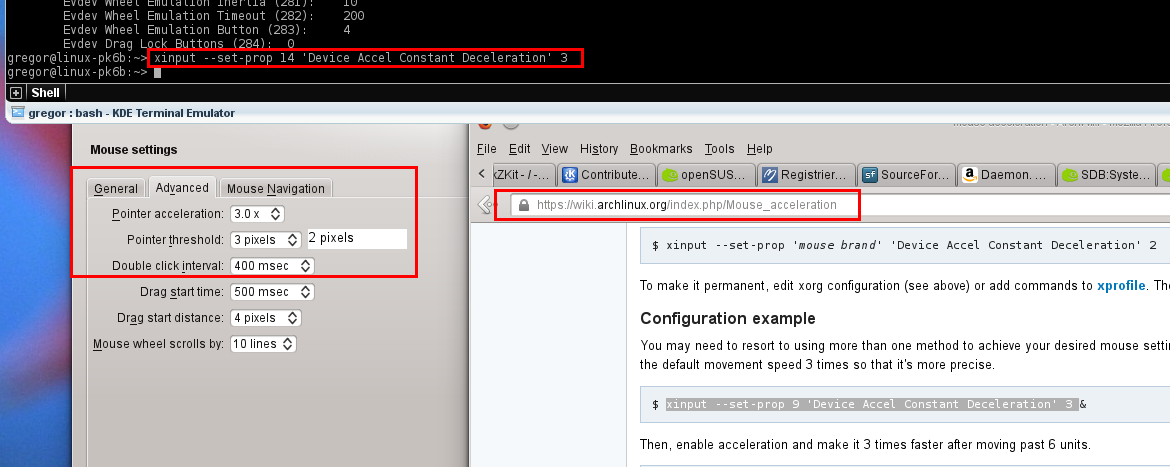 Evdev Wheel Emulation Inertia (281): 10
Evdev Wheel Emulation Timeout (282): 200
Evdev Wheel Emulation Button (283): 4
Evdev Drag Lock Buttons (284): 0
gregor@linux-pk6b:~> xinput --set-prop 14 'Device Accel Constant Deceleration' 3
gregor@linux-pk6b:~>
Shell
gregor : bash - KDE Terminal Emulator
Mouse settings
General Advanced Mouse Navigation
Pointer acceleration: 3.0 x
Pointer threshold: 3 pixels 2 pixels
Double click interval: 400 msec
Drag start time: 500 msec
Drag start distance: 4 pixels
Mouse wheel scrolls by: 10 lines
File Edit View History Bookmarks Tools Help
kZKit - / -... Contribute... openSUS... Registrier... SourceFor... Daemon. ... SDB:Syste...
https://wiki.archlinux.org/index.php/Mouse_acceleration
$ xinput --set-prop 'mouse brand' 'Device Accel Constant Deceleration' 2
To make it permanent, edit xorg configuration (see above) or add commands to xprofile. The
Configuration example
You may need to resort to using more than one method to achieve your desired mouse setti
the default movement speed 3 times so that it's more precise.
$ xinput --set-prop 9 'Device Accel Constant Deceleration' 3 &
Then, enable acceleration and make it 3 times faster after moving past 6 units.